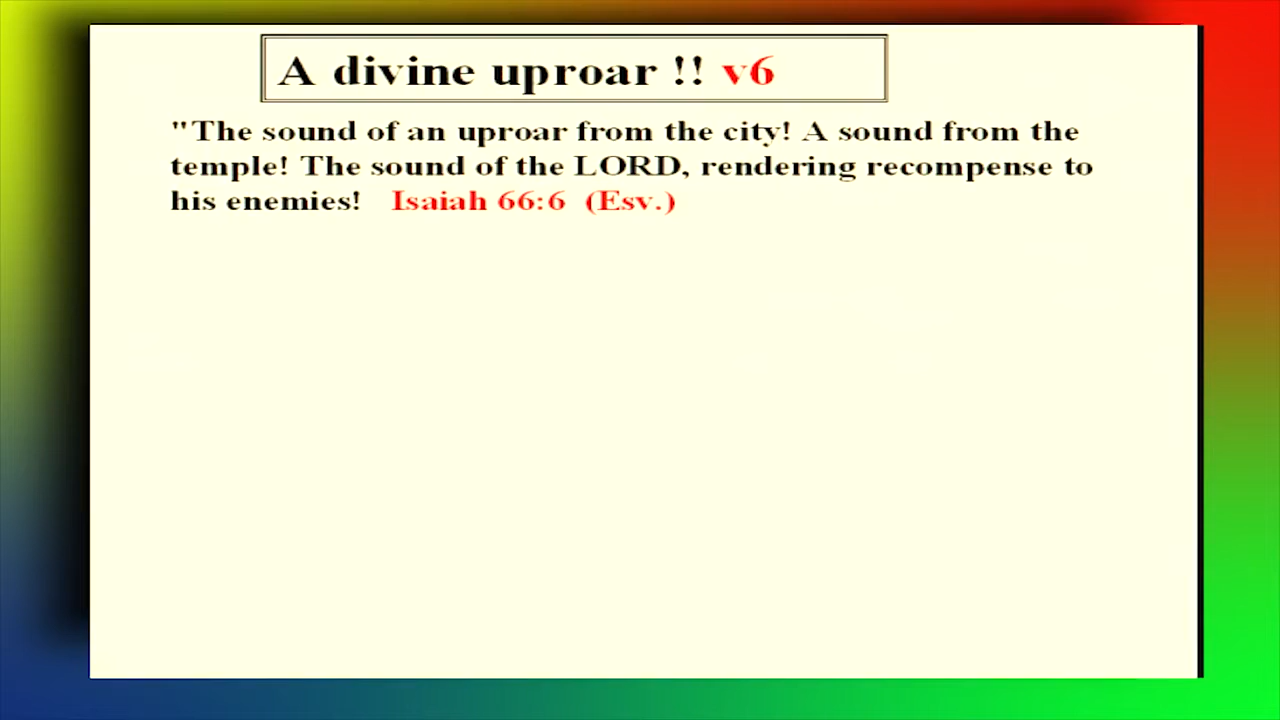 A divine uproar !! v6
"The sound of an uproar from the city! A sound from the
temple! The sound of the LORD, rendering recompense to
his enemies! Isaiah 66:6 (Esv.)